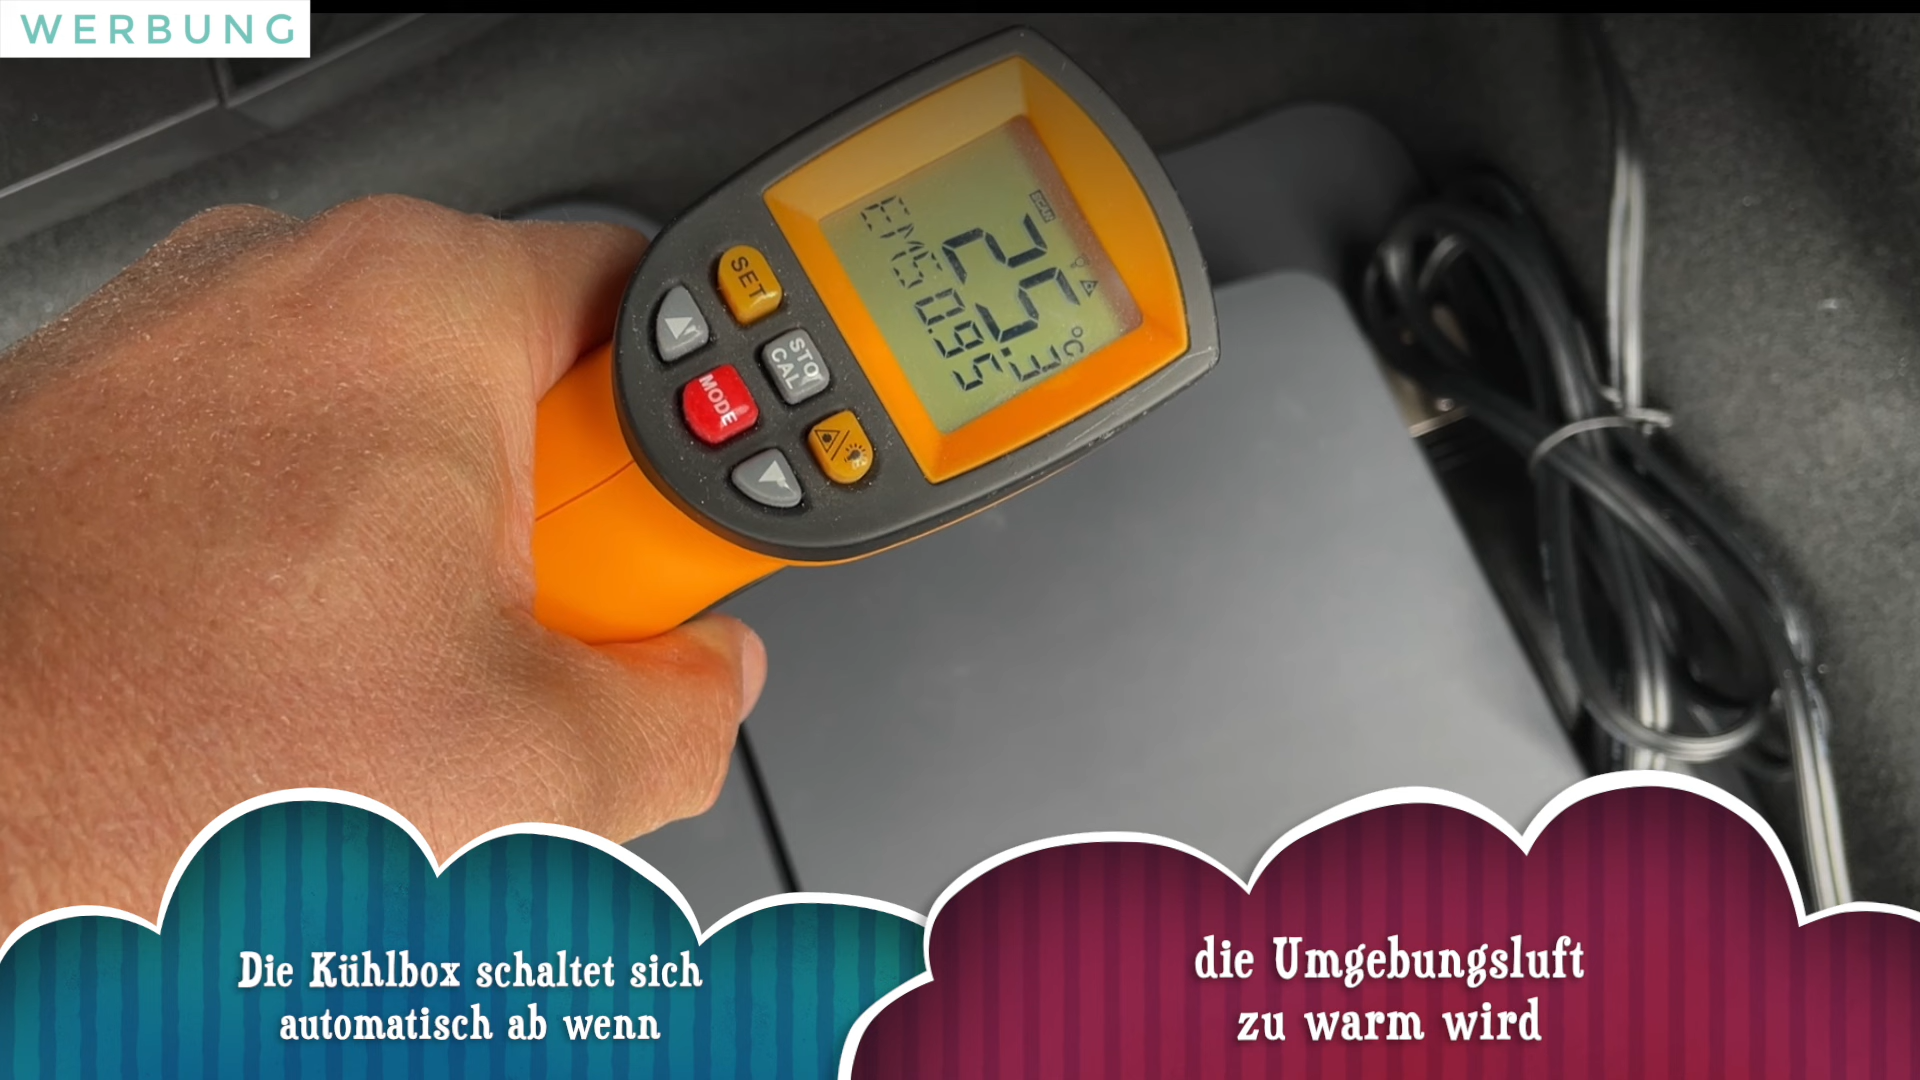 WERBUNG
SCAN
25.3 °C
EMS 0.95
SET
STO
CAL
MODE
Die Kühlbox schaltet sich
automatisch ab wenn
die Umgebungsluft
zu warm wird